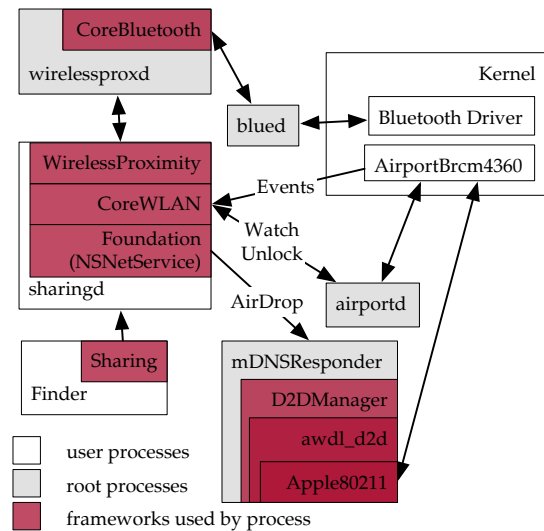 CoreBluetooth
wirelessproxd
Kernel
blued
Bluetooth Driver
AirportBrcm4360
WirelessProximity
Events
CoreWLAN
Watch
Unlock
Foundation
(NSNetService)
sharingd
airportd
AirDrop
Sharing
Finder
mDNSResponder
D2DManager
awdl_d2d
Apple80211
user processes
root processes
frameworks used by process